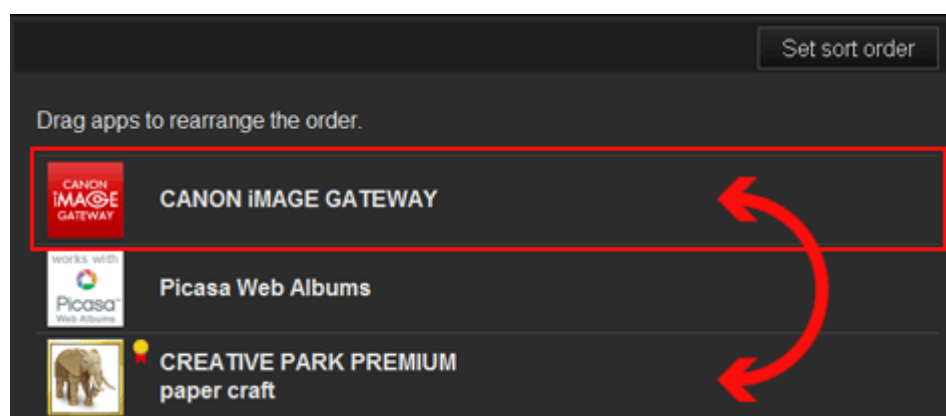 Set sort order
Drag apps to rearrange the order.
CANON
iMAGE
GATEWAY
CANON iMAGE GATEWAY
works with
Picasa™
Web Albums
Picasa Web Albums
CREATIVE PARK PREMIUM
paper craft